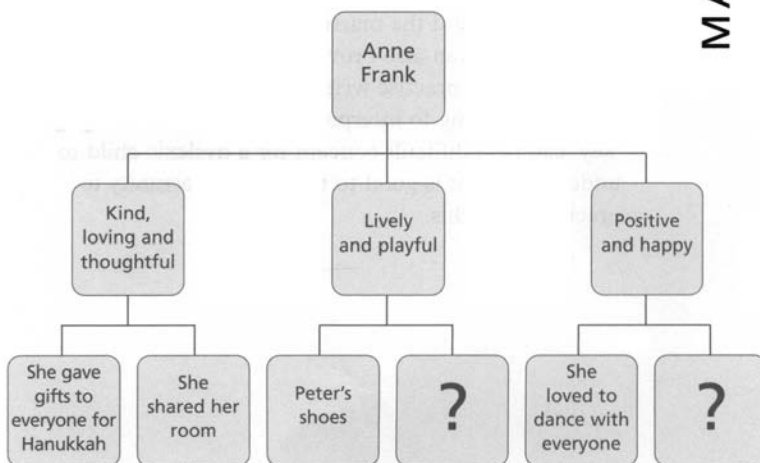 Anne
Frank
MA
Kind,
loving and
thoughtful
Lively
and playful
Positive
and happy
She gave
gifts to
everyone for
Hanukkah
She
shared her
room
Peter's
shoes
?
She
loved to
dance with
everyone
?